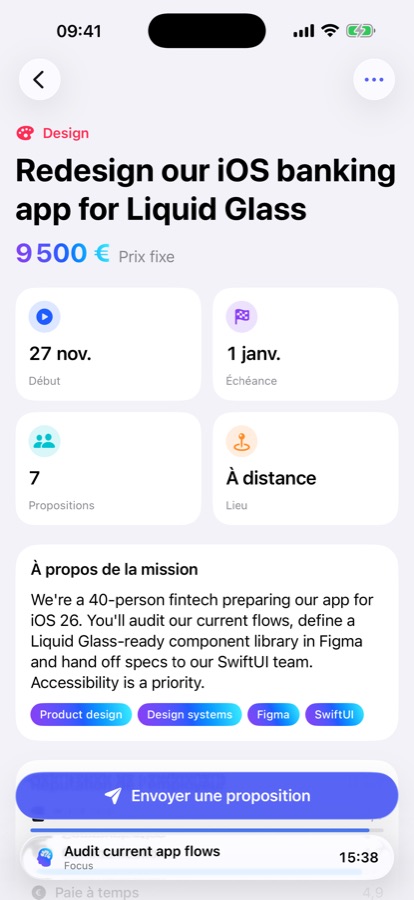 09:41
Design
Redesign our iOS banking
app for Liquid Glass
9 500 € Prix fixe
27 nov.
Début
1 janv.
Échéance
7
Propositions
À distance
Lieu
À propos de la mission
We're a 40-person fintech preparing our app for
iOS 26. You'll audit our current flows, define a
Liquid Glass-ready component library in Figma
and hand off specs to our SwiftUI team.
Accessibility is a priority.
Product design
Design systems
Figma
SwiftUI
Envoyer une proposition
Audit current app flows
Focus
15:38
Paie à temps
4,9